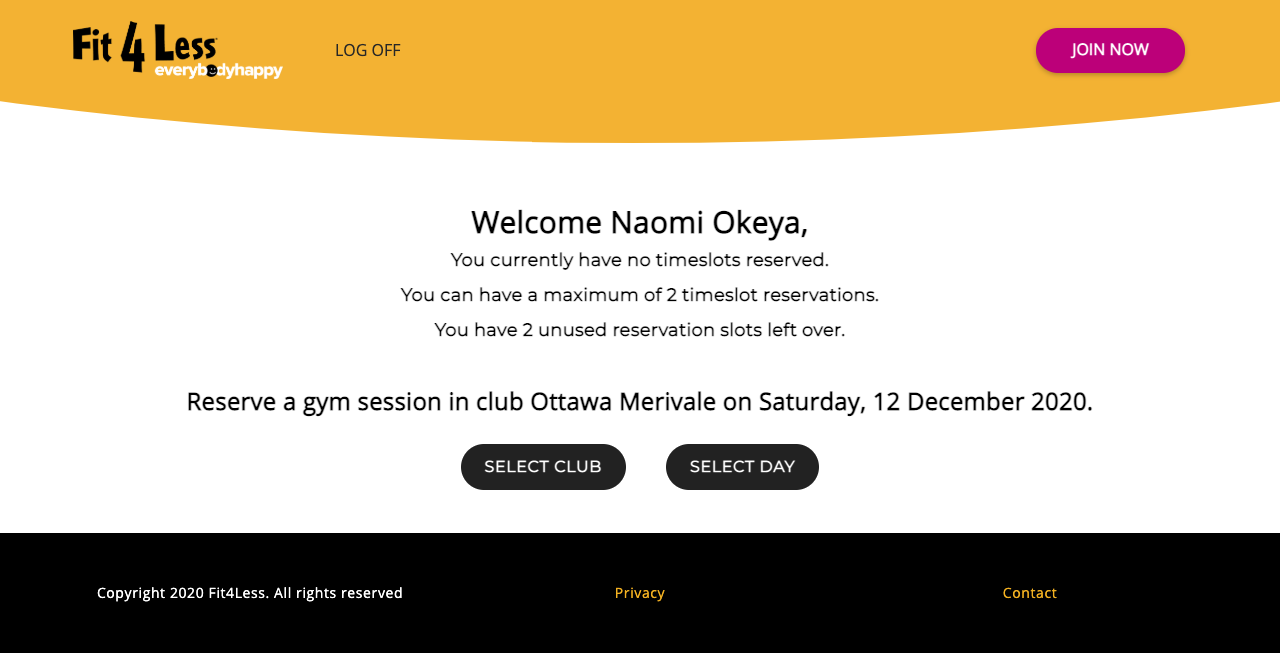 Fit 4 Less
everybodyhappy
LOG OFF
JOIN NOW
Welcome Naomi Okeya,
You currently have no timeslots reserved.
You can have a maximum of 2 timeslot reservations.
You have 2 unused reservation slots left over.
Reserve a gym session in club Ottawa Merivale on Saturday, 12 December 2020.
SELECT CLUB
SELECT DAY
Copyright 2020 Fit4Less. All rights reserved
Privacy
Contact